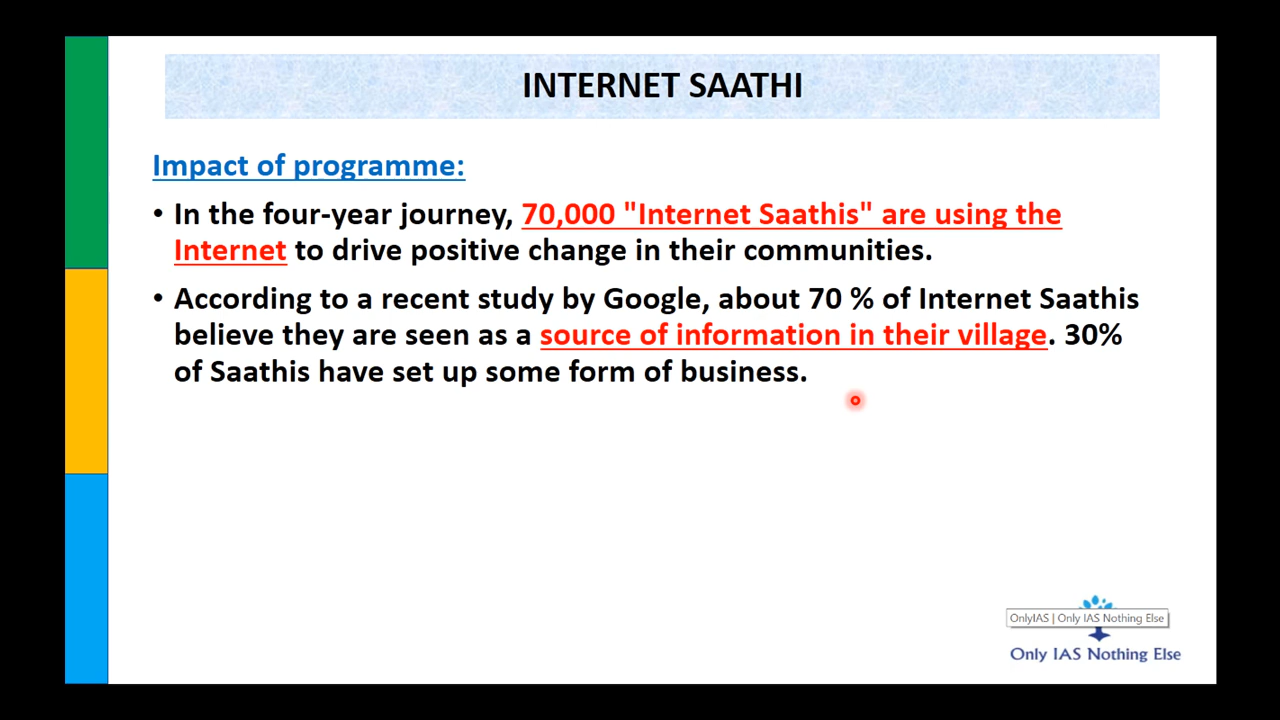 INTERNET SAATHI
Impact of programme:
• In the four-year journey, 70,000 "Internet Saathis" are using the
Internet to drive positive change in their communities.
• According to a recent study by Google, about 70 % of Internet Saathis
believe they are seen as a source of information in their village. 30%
of Saathis have set up some form of business.
OnlyIAS | Only IAS Nothing Else
Only IAS Nothing Else